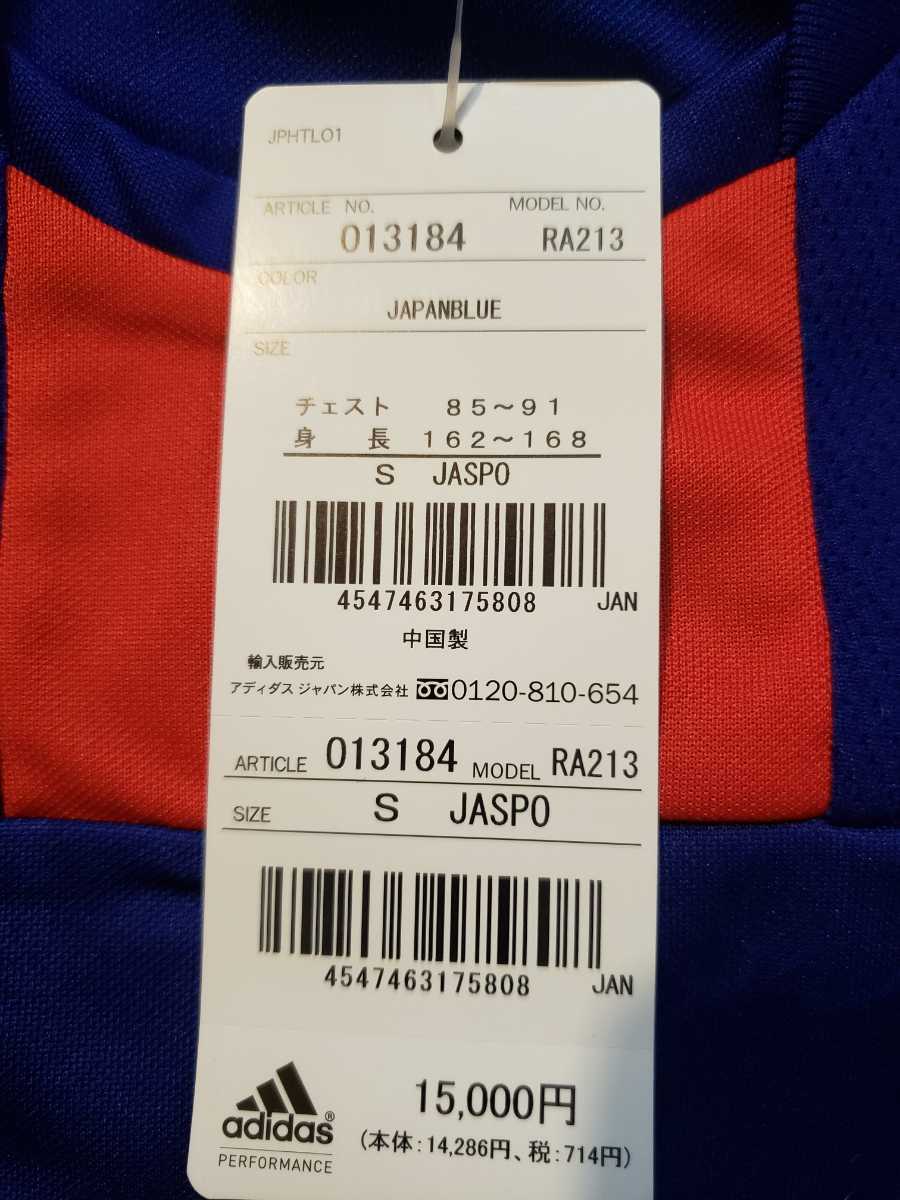 JPHTL01
ARTICLE NO. MODEL NO.
013184 RA213
COLOR
JAPANBLUE
SIZE
チェスト 85～91
身長 162～168
S JASPO
4547463175808 JAN
中国製
輸入販売元
アディダス ジャパン株式会社 0120-810-654
ARTICLE 013184 MODEL RA213
SIZE S JASPO
4547463175808 JAN
adidas®
PERFORMANCE
15,000円
(本体:14,286円、税:714円)